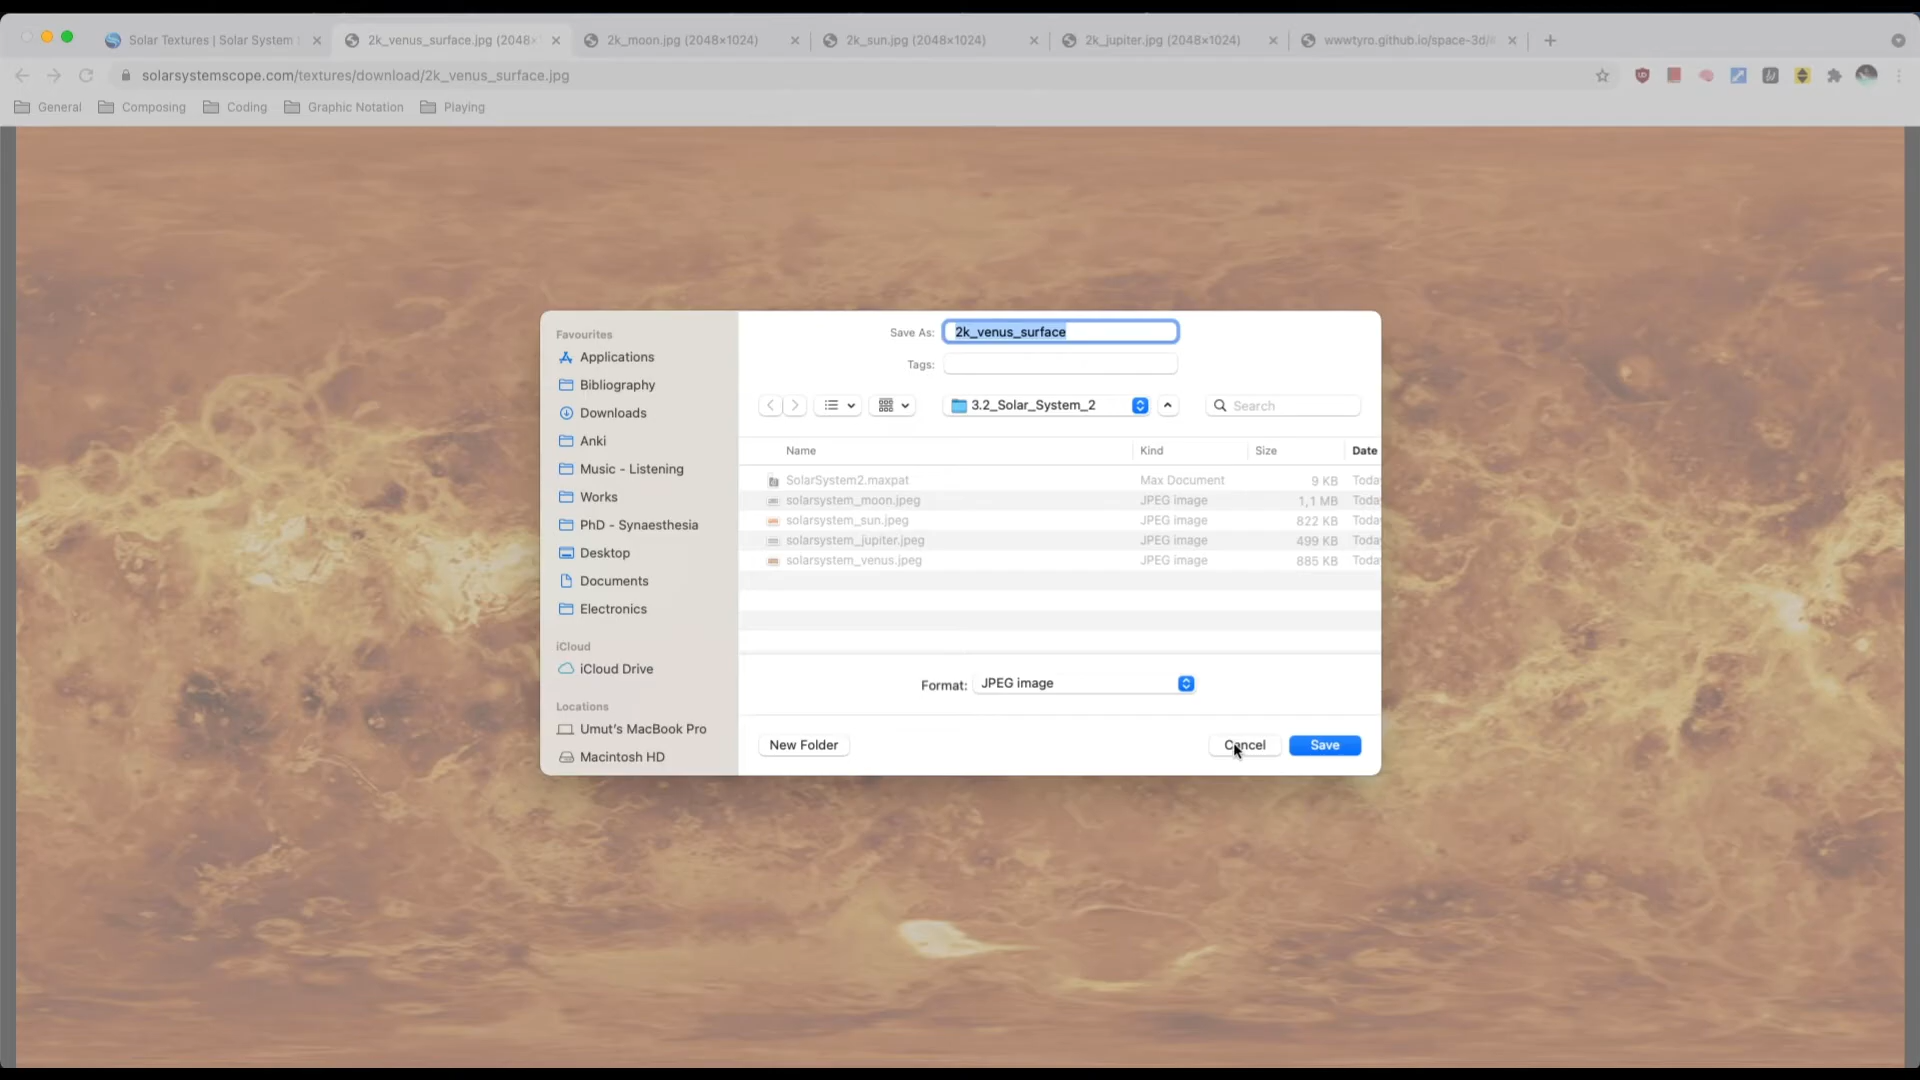 Solar Textures | Solar System
2k_venus_surface.jpg (2048×
2k_moon.jpg (2048×1024)
2k_sun.jpg (2048×1024)
2k_jupiter.jpg (2048×1024)
wwwtyro.github.io/space-3d/#
solarsystemscope.com/textures/download/2k_venus_surface.jpg
General
Composing
Coding
Graphic Notation
Playing
Favourites
Applications
Bibliography
Downloads
Anki
Music - Listening
Works
PhD - Synaesthesia
Desktop
Documents
Electronics
iCloud
iCloud Drive
Locations
Umut's MacBook Pro
Macintosh HD
Save As: 2k_venus_surface
Tags:
3.2_Solar_System_2
Search
Name Kind Size Date
SolarSystem2.maxpat Max Document 9 KB Toda
solarsystem_moon.jpeg JPEG image 1,1 MB Toda
solarsystem_sun.jpeg JPEG image 822 KB Toda
solarsystem_jupiter.jpeg JPEG image 499 KB Toda
solarsystem_venus.jpeg JPEG image 885 KB Toda
Format: JPEG image
New Folder
Cancel
Save